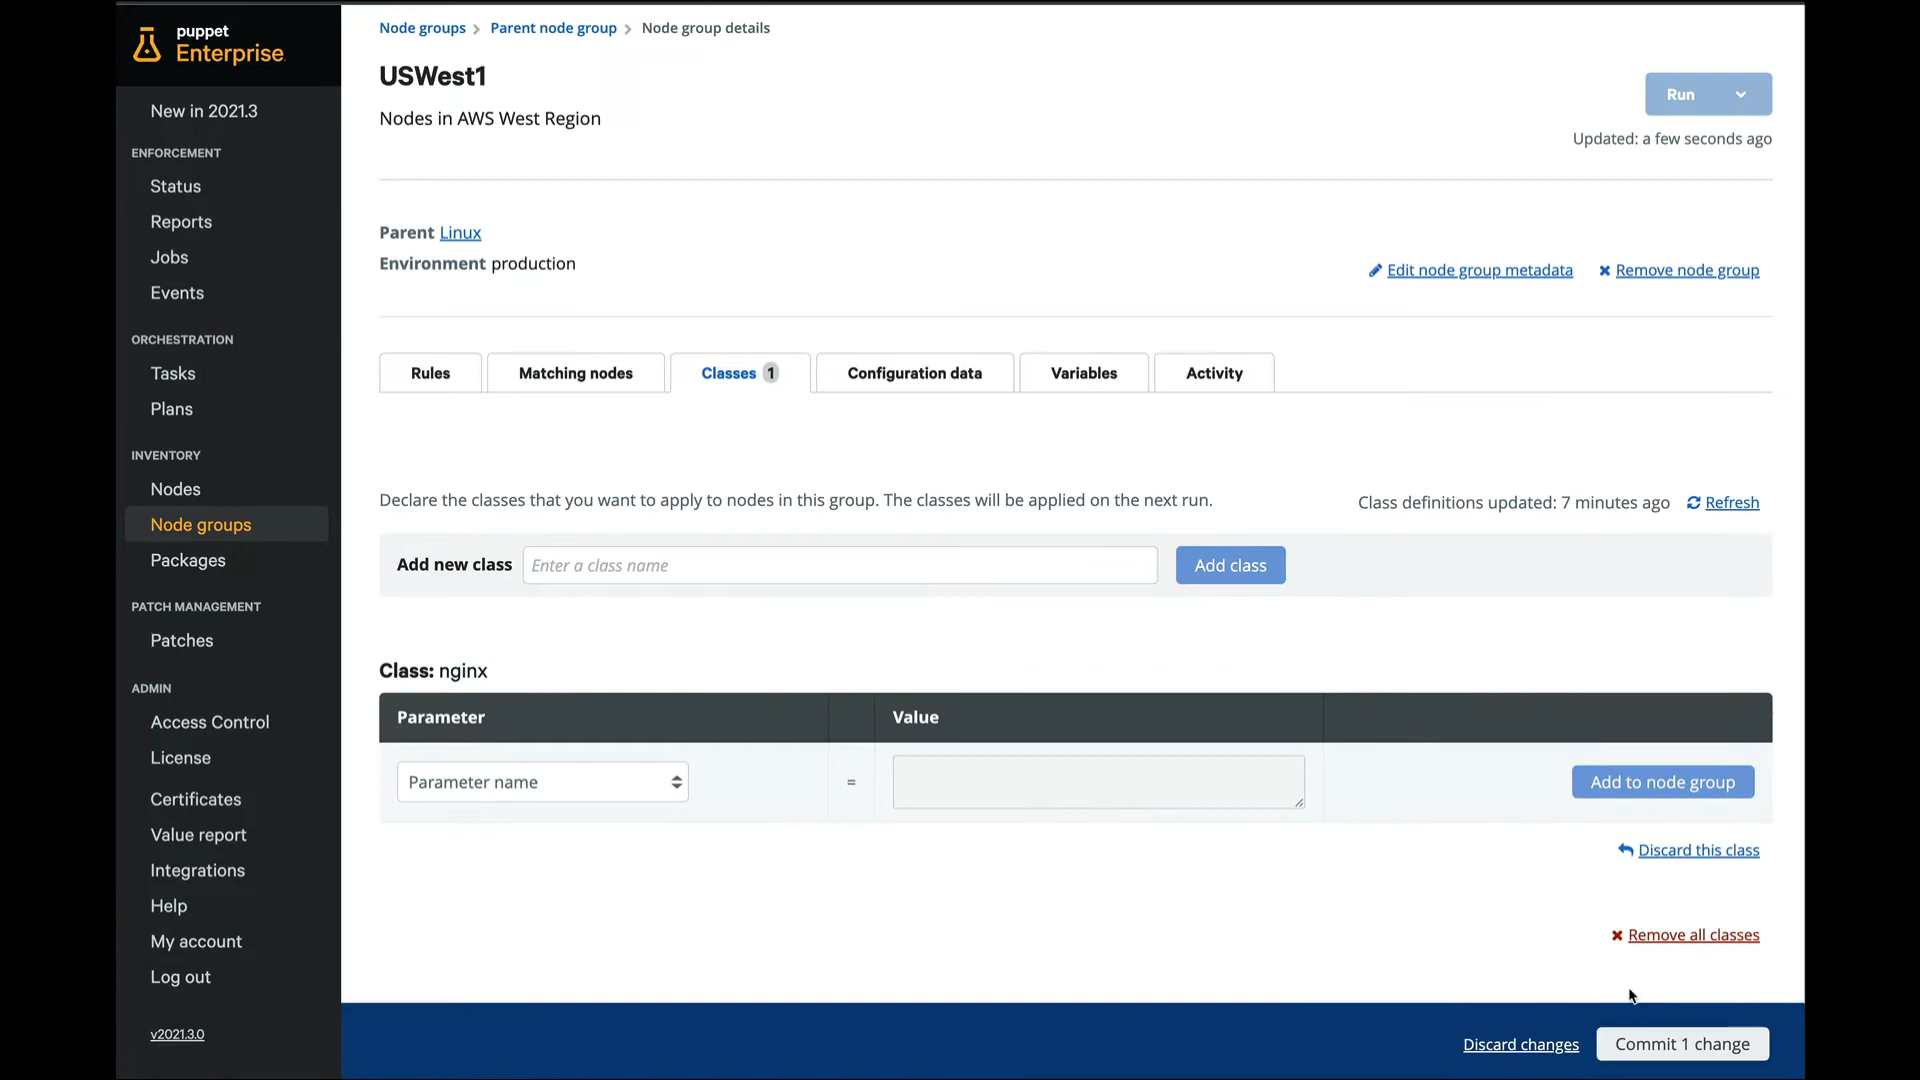 puppet
Enterprise
New in 2021.3
ENFORCEMENT
Status
Reports
Jobs
Events
ORCHESTRATION
Tasks
Plans
INVENTORY
Nodes
Node groups
Packages
PATCH MANAGEMENT
Patches
ADMIN
Access Control
License
Certificates
Value report
Integrations
Help
My account
Log out
v2021.3.0
Node groups > Parent node group > Node group details
USWest1
Nodes in AWS West Region
Run
Updated: a few seconds ago
Parent Linux
Environment production
Edit node group metadata
Remove node group
Rules
Matching nodes
Classes 1
Configuration data
Variables
Activity
Declare the classes that you want to apply to nodes in this group. The classes will be applied on the next run.
Class definitions updated: 7 minutes ago
Refresh
Add new class
Enter a class name
Add class
Class: nginx
Parameter
Value
Parameter name
=
Add to node group
Discard this class
Remove all classes
Discard changes
Commit 1 change